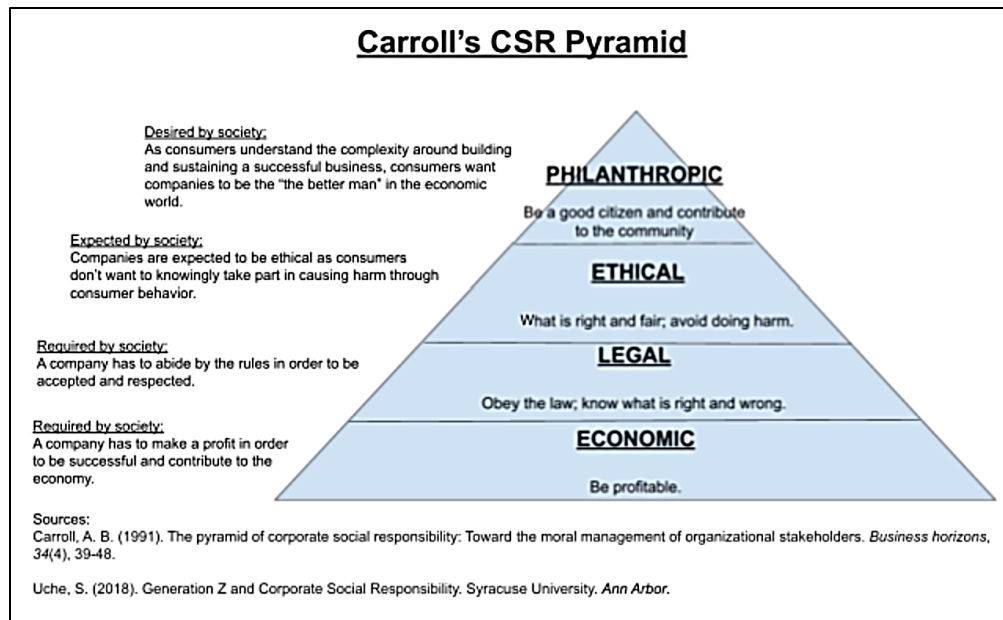 Carroll's CSR Pyramid
Desired by society:
As consumers understand the complexity around building
and sustaining a successful business, consumers want
companies to be the "the better man" in the economic
world.
PHILANTHROPIC
Be a good citizen and contribute
to the community
Expected by society:
Companies are expected to be ethical as consumers
don't want to knowingly take part in causing harm through
consumer behavior.
ETHICAL
What is right and fair; avoid doing harm.
Required by society:
A company has to abide by the rules in order to be
accepted and respected.
LEGAL
Obey the law; know what is right and wrong.
Required by society:
A company has to make a profit in order
to be successful and contribute to the
economy.
ECONOMIC
Be profitable.
Sources:
Carroll, A. B. (1991). The pyramid of corporate social responsibility: Toward the moral management of organizational stakeholders. Business horizons,
34(4), 39-48.
Uche, S. (2018). Generation Z and Corporate Social Responsibility. Syracuse University. Ann Arbor.